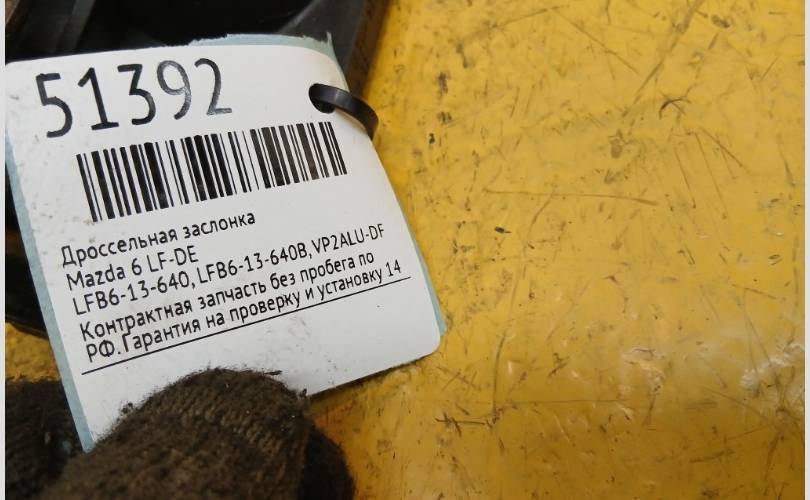 51392
Дроссельная заслонка
Mazda 6 LF-DE
LFB6-13-640, LFB6-13-640B, VP2ALU-DF
Контрактная запчасть без пробега по
РФ.Гарантия на проверку и установку 14